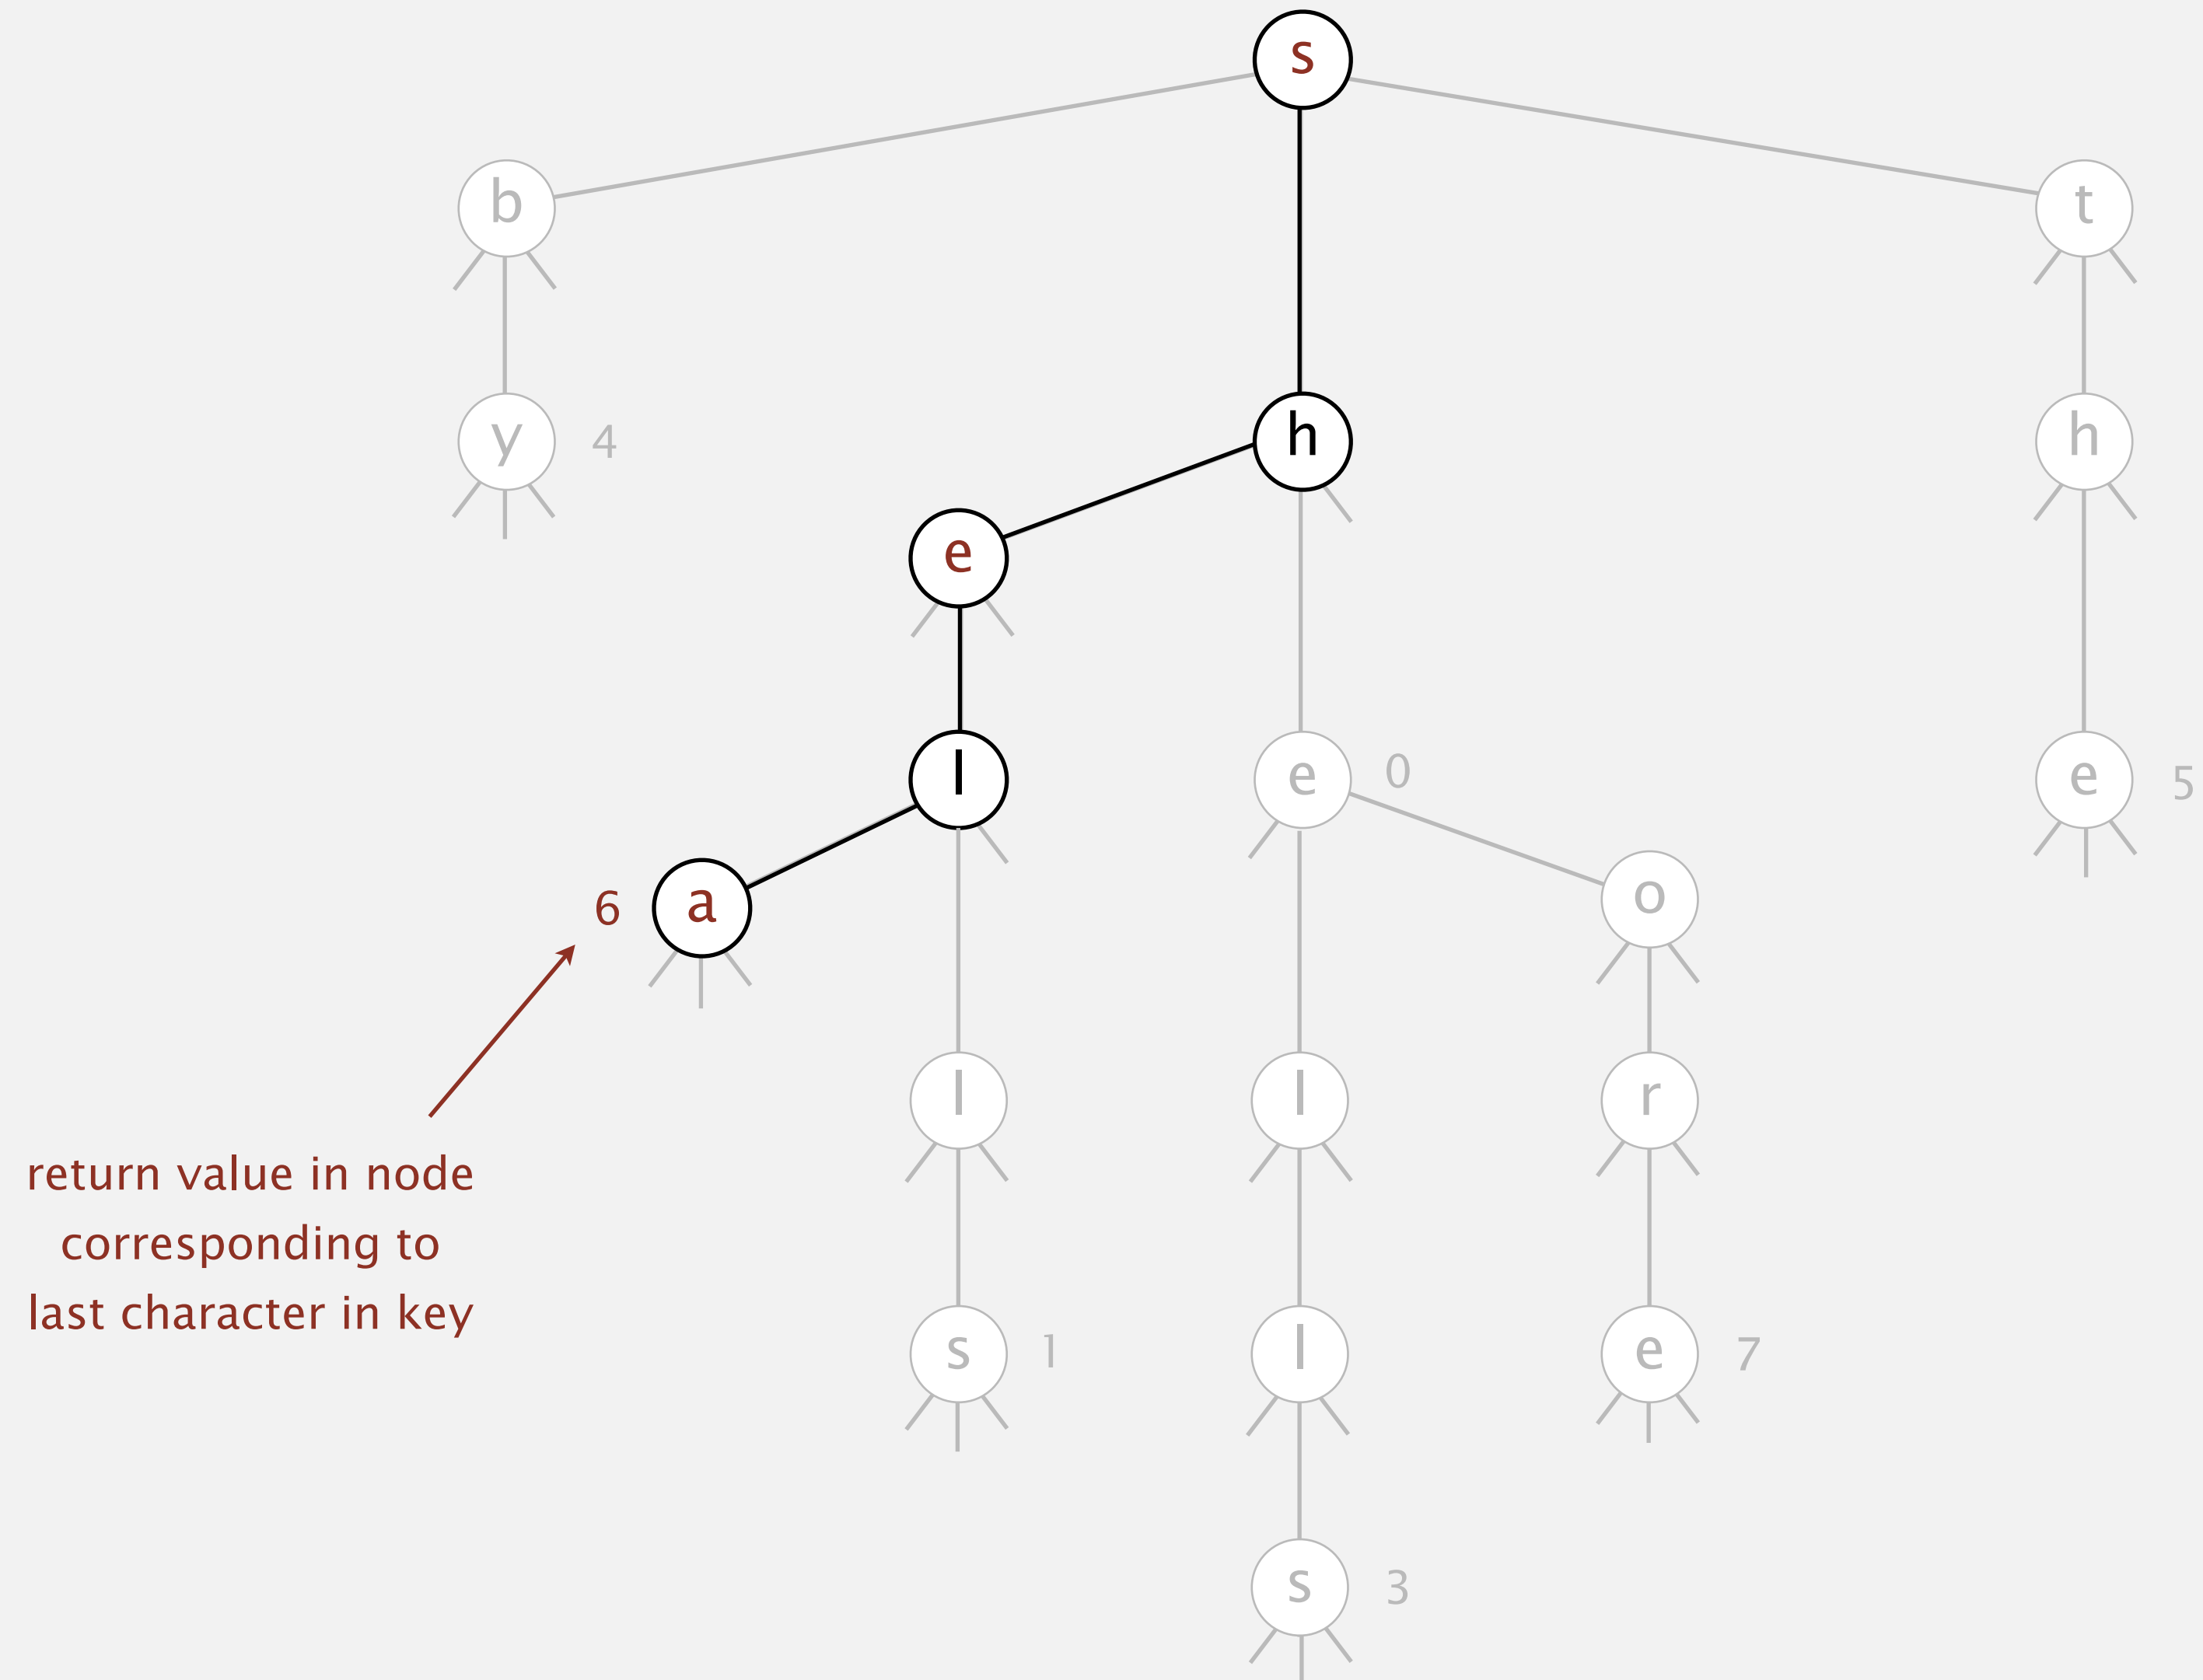 s
b
t
y 4
h
h
e
l
e 0
e 5
6 a
o
l
l
r
return value in node
corresponding to
last character in key
s 1
l
e 7
s 3